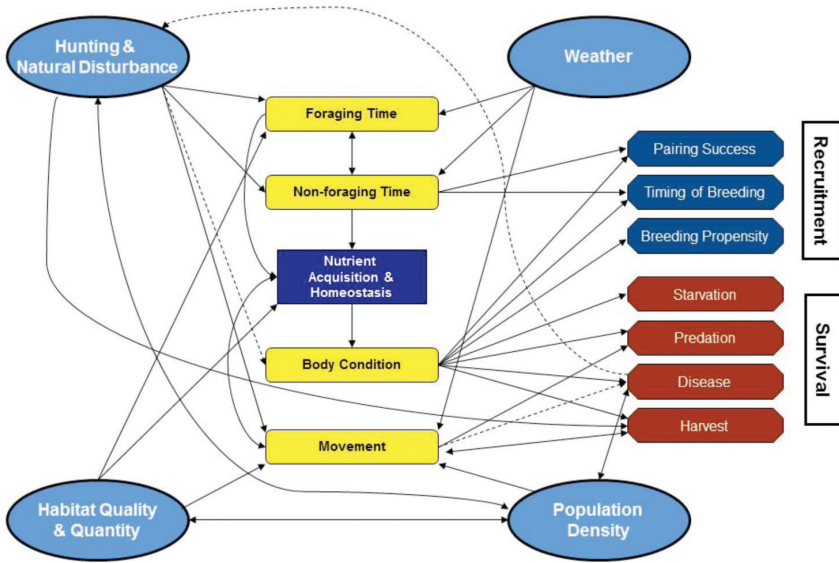 Hunting &
Natural Disturbance
Weather
Foraging Time
Non-foraging Time
Nutrient
Acquisition &
Homeostasis
Body Condition
Movement
Pairing Success
Timing of Breeding
Breeding Propensity
Recruitment
Starvation
Predation
Disease
Harvest
Survival
Habitat Quality
& Quantity
Population
Density